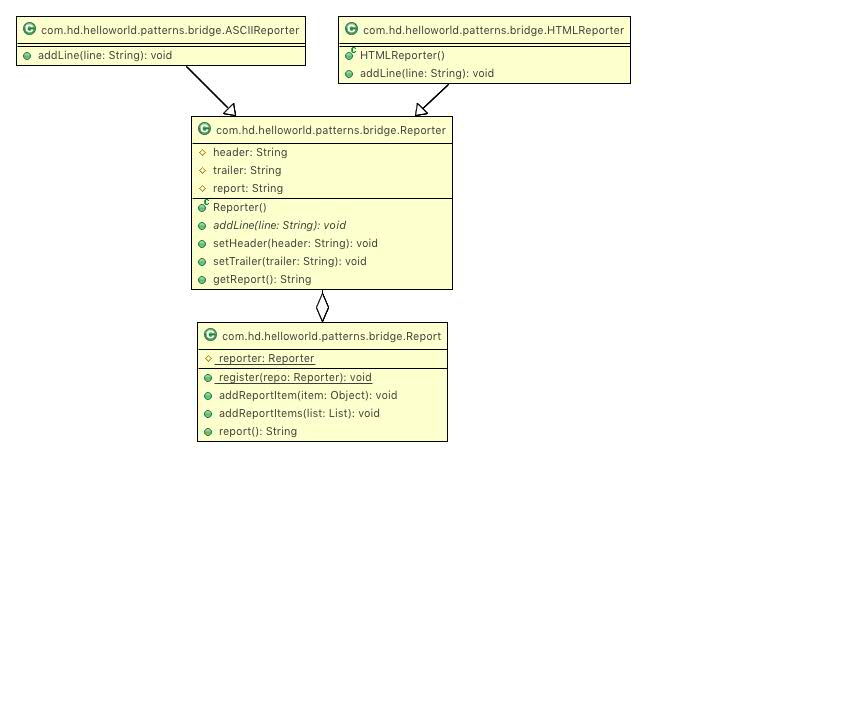 com.hd.helloworld.patterns.bridge.ASCIIReporter
addLine(line: String): void
com.hd.helloworld.patterns.bridge.HTMLReporter
HTMLReporter()
addLine(line: String): void
com.hd.helloworld.patterns.bridge.Reporter
header: String
trailer: String
report: String
Reporter()
addLine(line: String): void
setHeader(header: String): void
setTrailer(trailer: String): void
getReport(): String
com.hd.helloworld.patterns.bridge.Report
reporter: Reporter
register(repo: Reporter): void
addReportItem(item: Object): void
addReportItems(list: List): void
report(): String